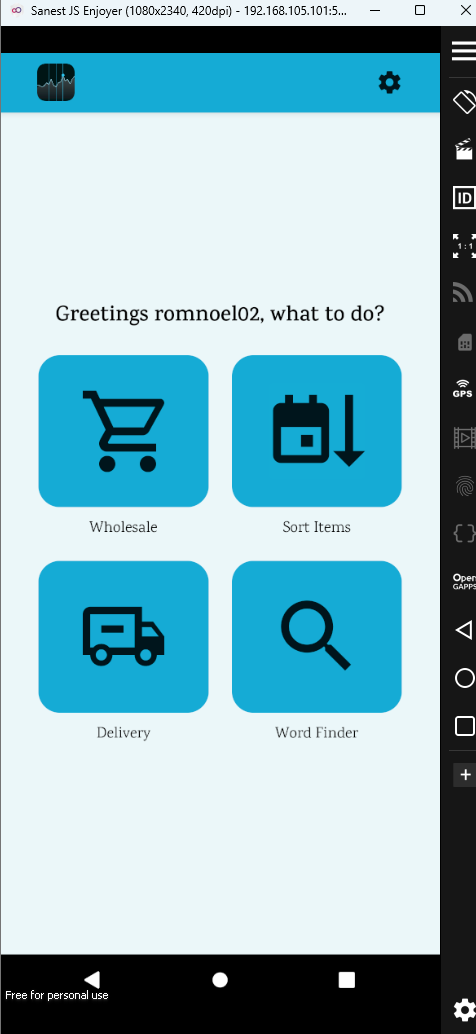 Sanest JS Enjoyer (1080x2340, 420dpi) - 192.168.105.101:5...
ID
1:1
GPS
Open
GAPPS
Greetings romnoel02, what to do?
Wholesale
Sort Items
Delivery
Word Finder
Free for personal use